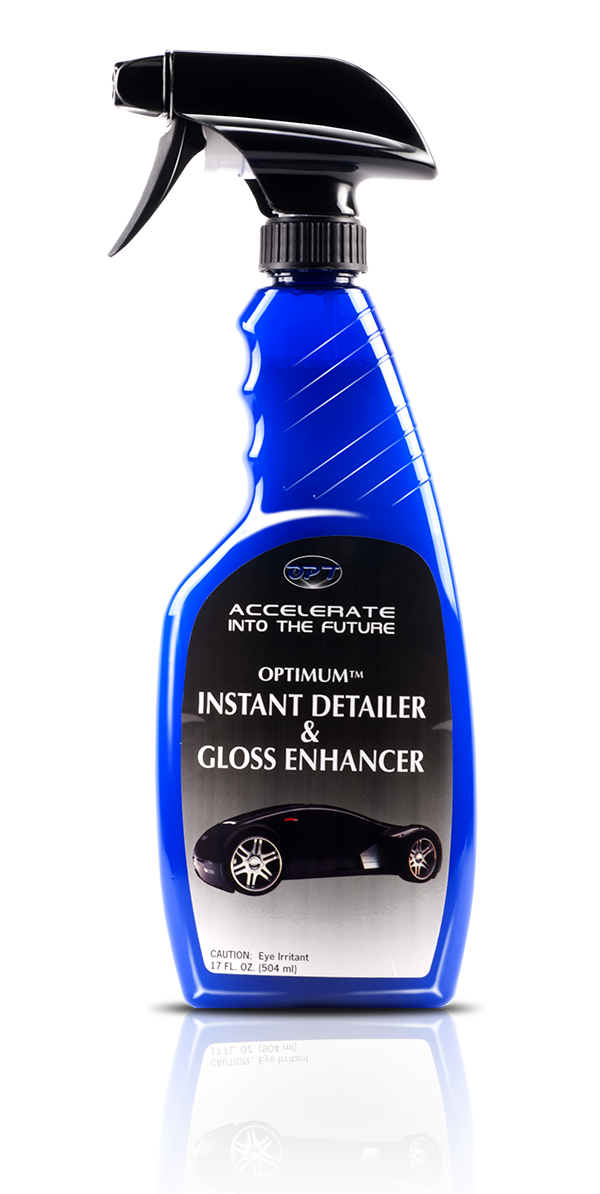 OPT
ACCELERATE
INTO THE FUTURE
OPTIMUM™
INSTANT DETAILER
&
GLOSS ENHANCER
CAUTION: Eye Irritant
17 FL. OZ. (504 ml)